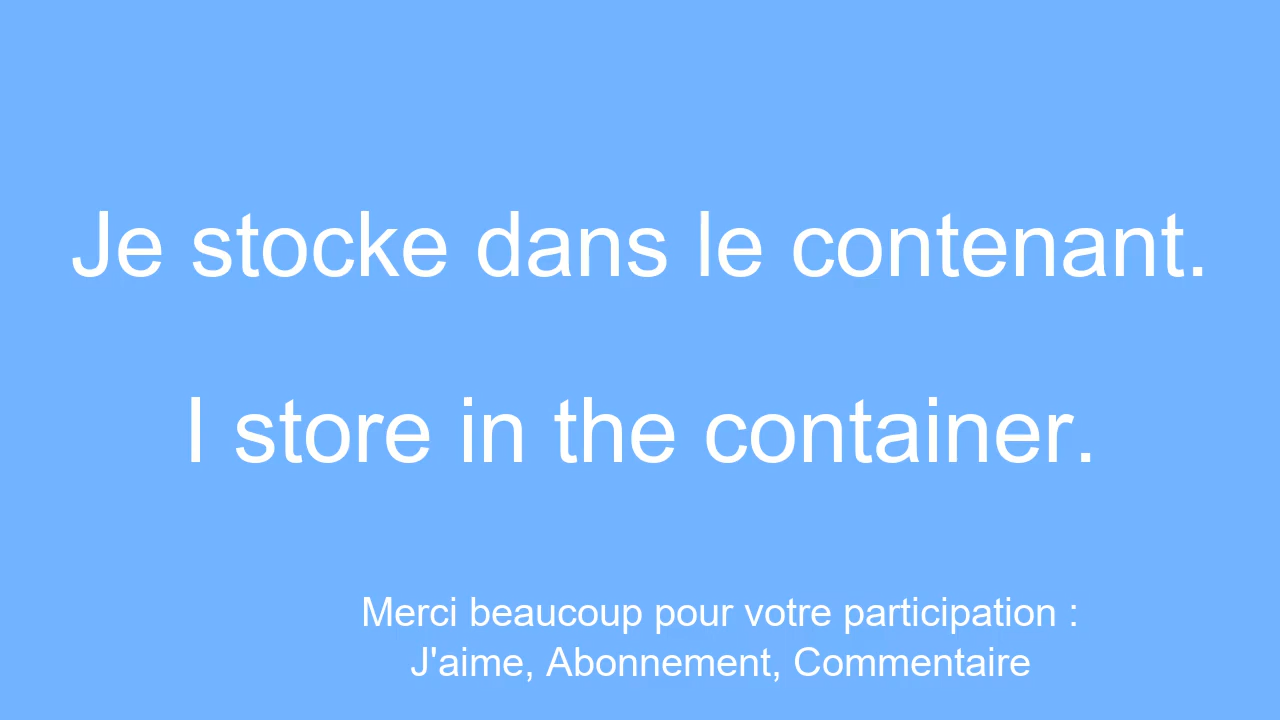 Je stocke dans le contenant.
I store in the container.
Merci beaucoup pour votre participation :
J'aime, Abonnement, Commentaire